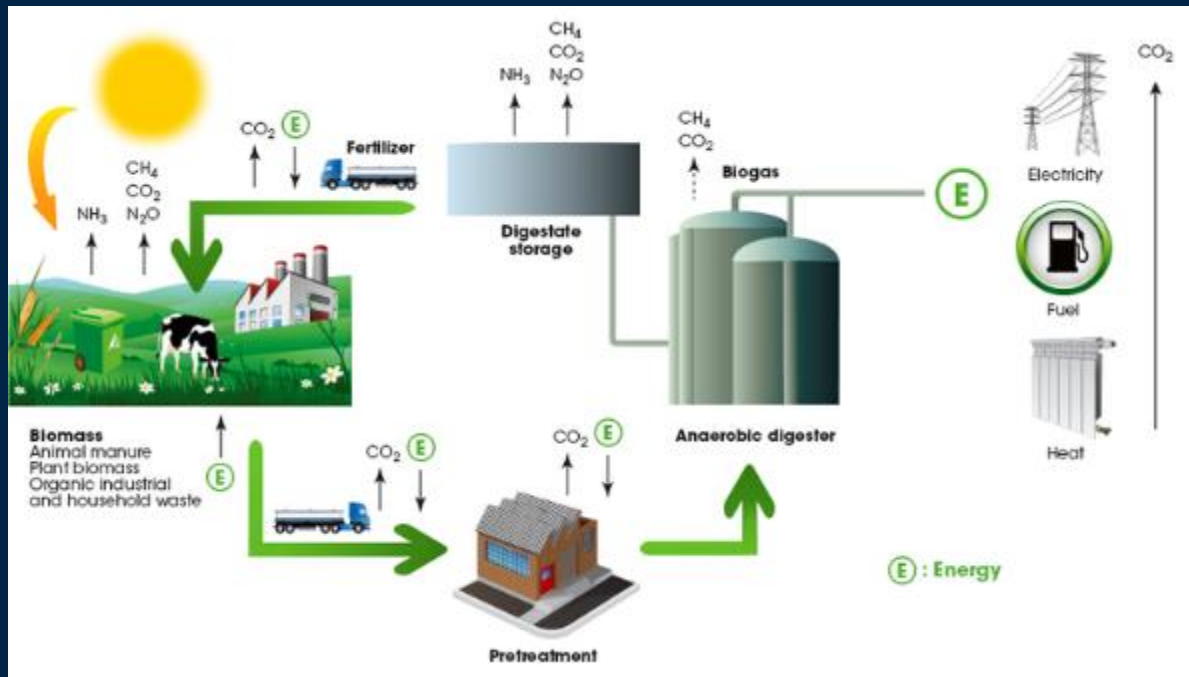 CH₄
CO₂
N₂O
NH₃
CO₂
E
Fertilizer
CH₄
CO₂
N₂O
NH₃
Digestate
storage
CH₄
CO₂
Biogas
E
CO₂
Electricity
Fuel
Heat
Biomass
Animal manure
Plant biomass
Organic industrial
and household waste
E
CO₂
E
CO₂
E
Pretreatment
Anaerobic digester
E : Energy